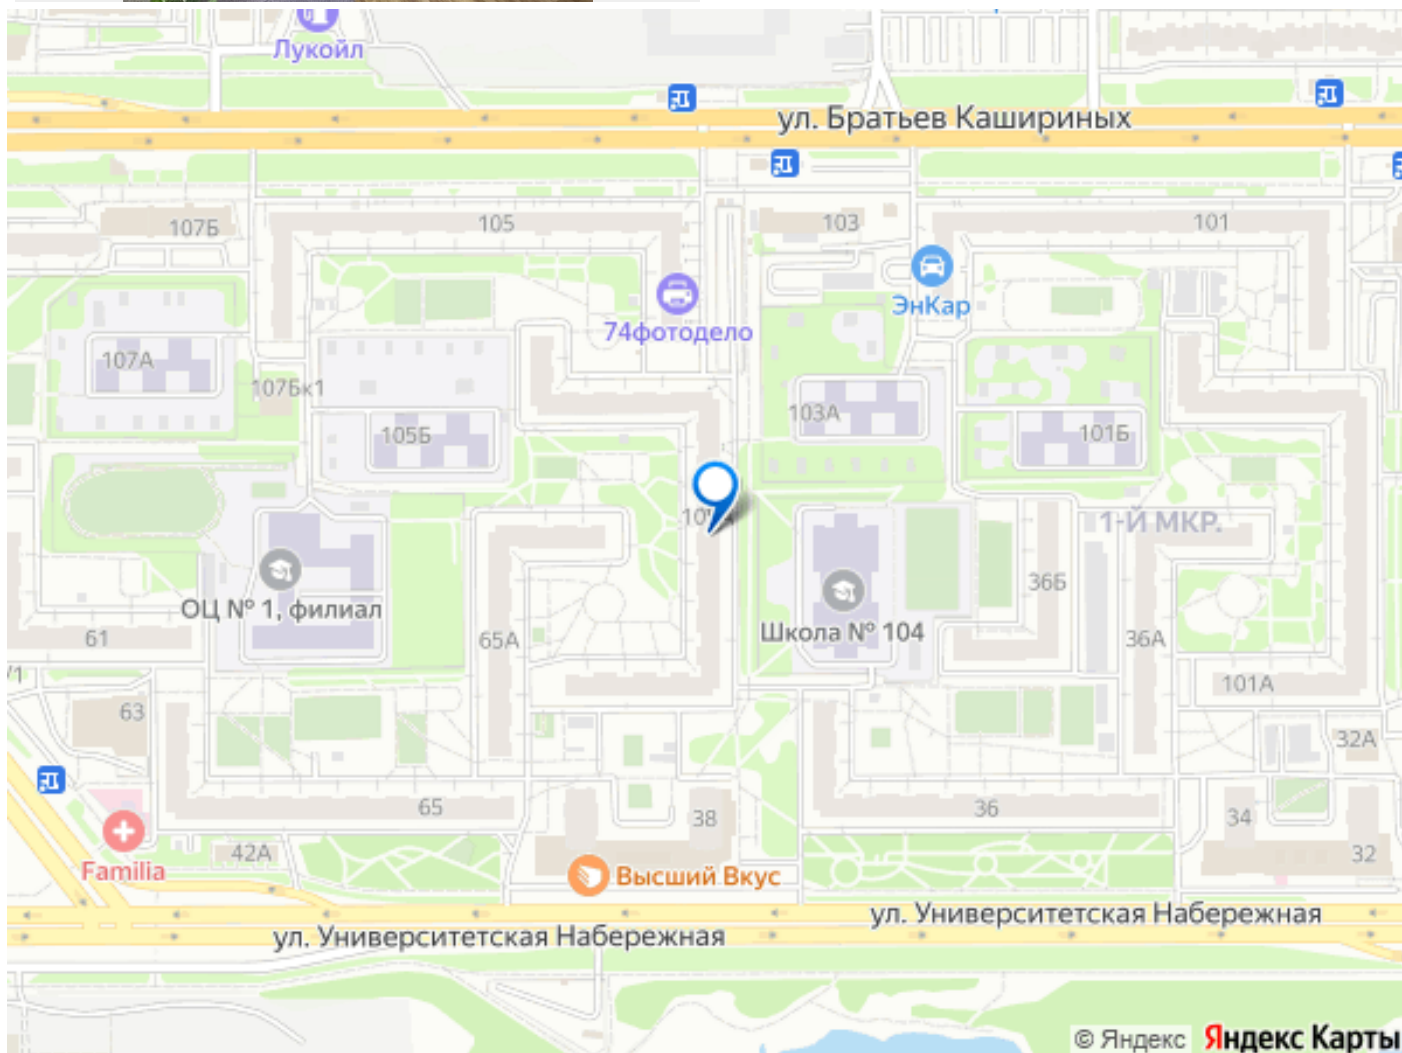 Лукойл
ул. Братьев Кашириных
107Б
105
103
101
ЭнКар
74фотодело
107А
107Бк1
103А
105Б
101Б
1-Й МКР.
36Б
ОЦ № 1, филиал
Школа № 104
61
65А
36А
/1
101А
63
32А
65
38
36
34
42А
32
Familia
Высший Вкус
ул. Университетская Набережная
ул. Университетская Набережная
© Яндекс Яндекс Карты